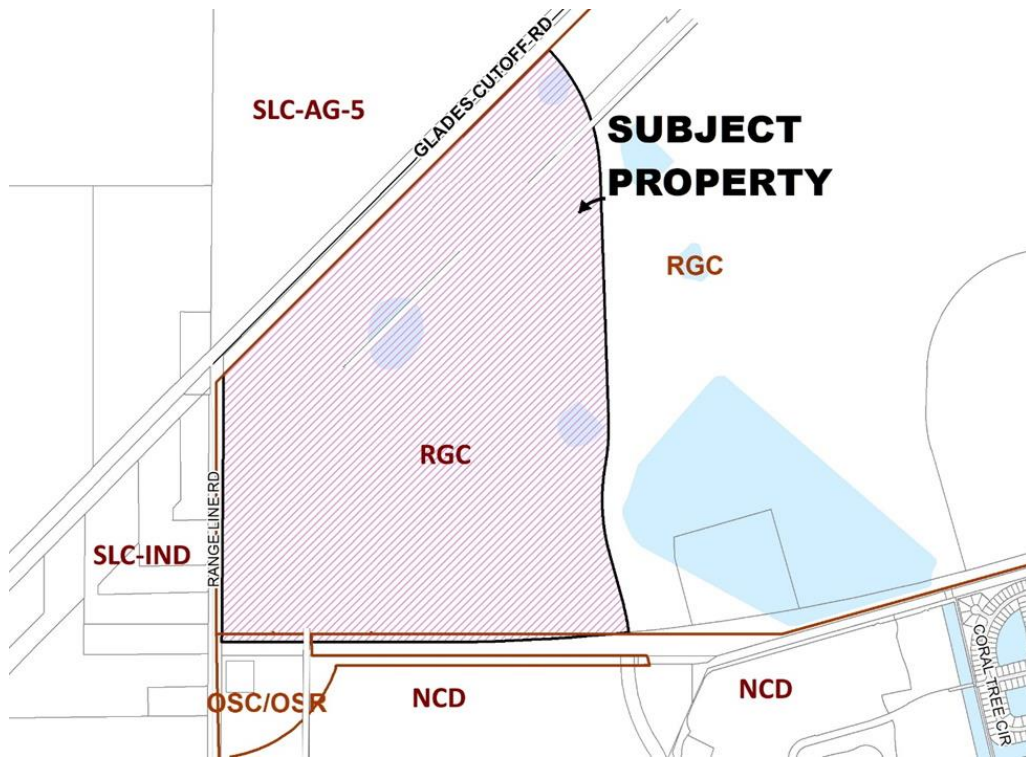 SLC-AG-5
GLADES CUTOFF RD
SUBJECT
PROPERTY
RGC
RGC
SLC-IND
RANGE LINE RD
OSC/OSR
NCD
NCD
CORAL TREE CIR